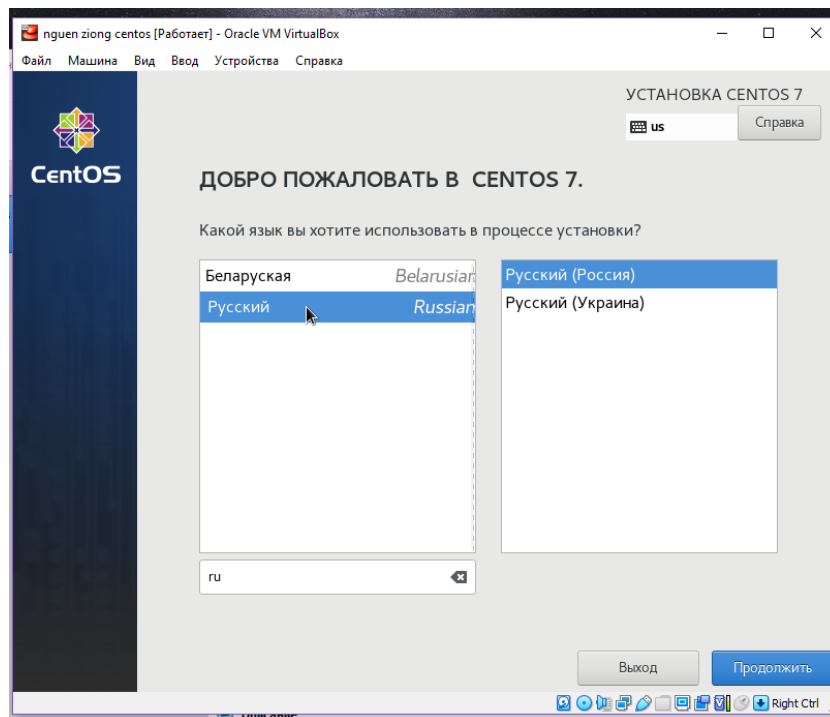 nguen ziong centos [Работает] - Oracle VM VirtualBox
Файл Машина Вид Ввод Устройства Справка
УСТАНОВКА CENTOS 7
us Справка
CentOS
ДОБРО ПОЖАЛОВАТЬ В CENTOS 7.
Какой язык вы хотите использовать в процессе установки?
Беларуская Belarusian Русский (Россия)
Русский Russian Русский (Украина)
ru
Выход Продолжить
Right Ctrl